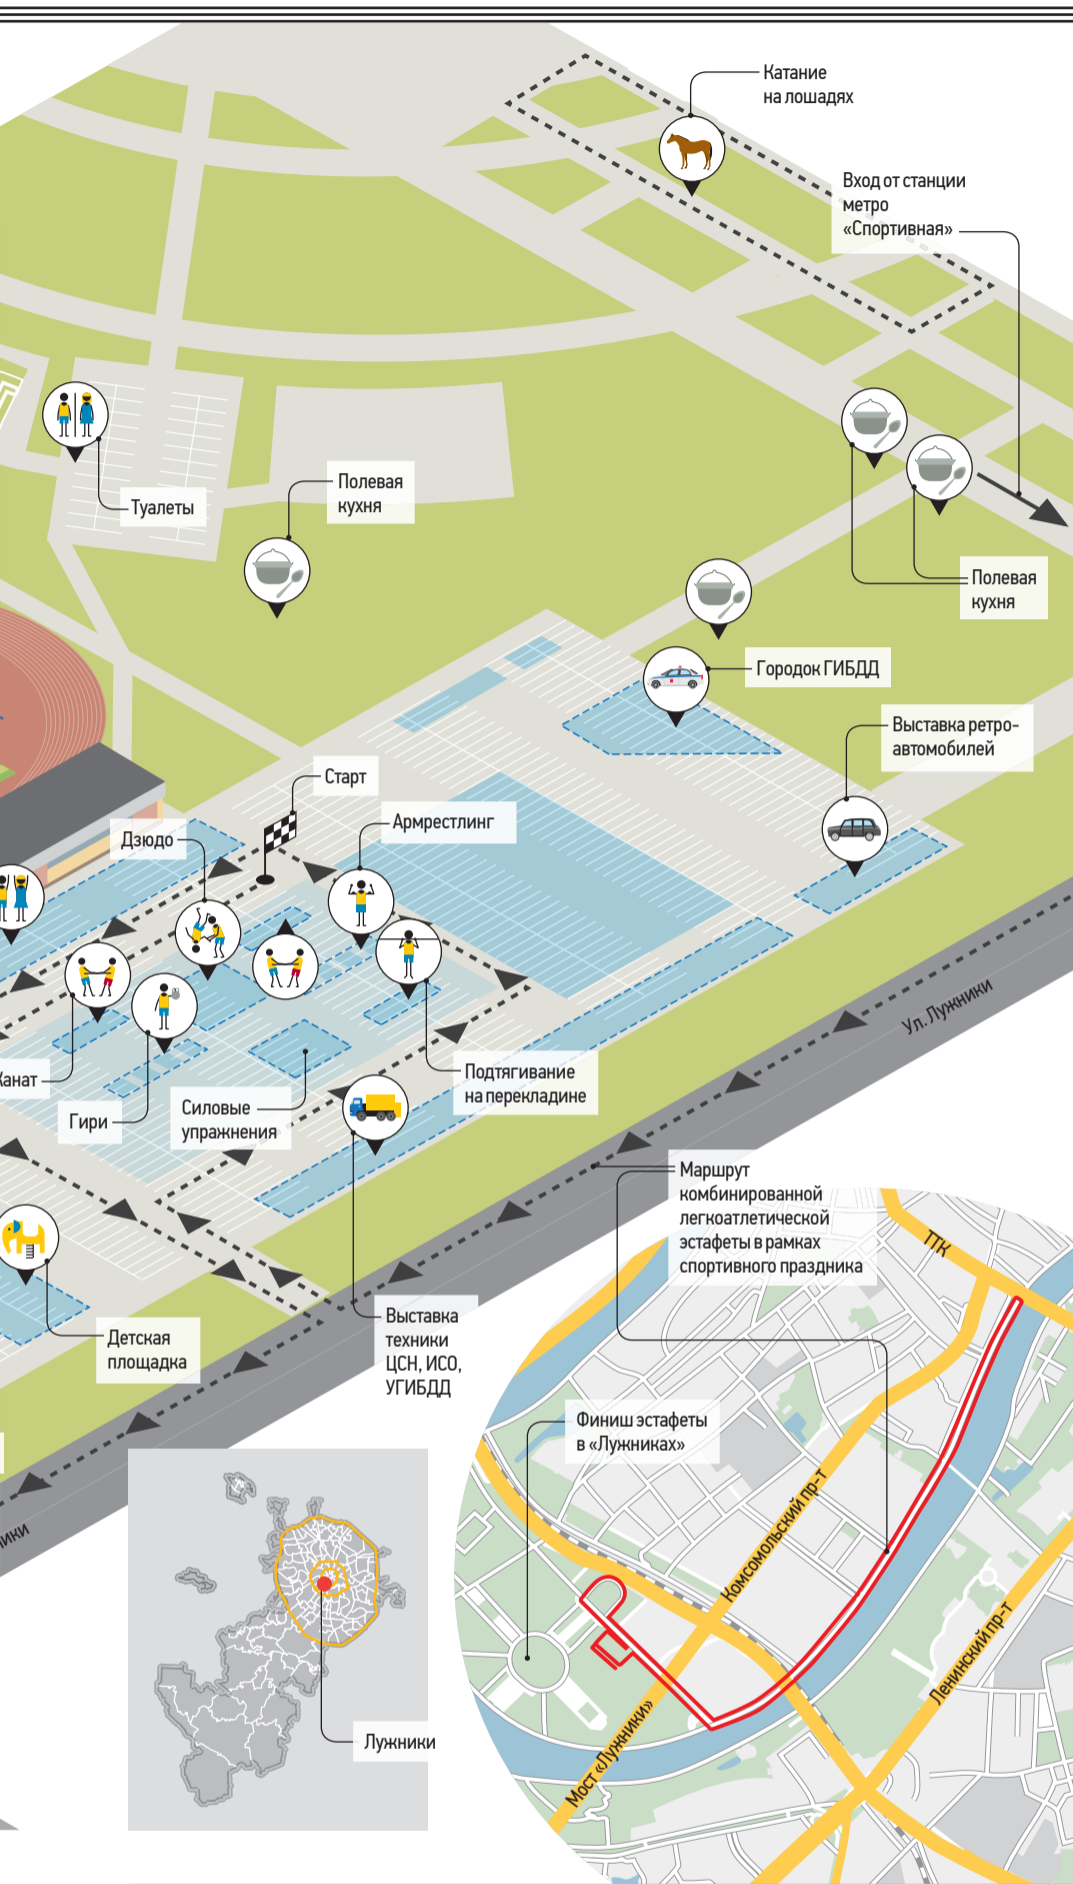 Катание
на лошадях
Вход от станции
метро
«Спортивная»
Туалеты
Полевая
кухня
Полевая
кухня
Городок ГИБДД
Выставка ретро-
автомобилей
Старт
Армрестлинг
Дзюдо
Ул. Лужники
Канат
Гири
Силовые
упражнения
Подтягивание
на перекладине
Маршрут
комбинированной
легкоатлетической
эстафеты в рамках
спортивного праздника
ТТК
Детская
площадка
Выставка
техники
ЦСН, ИСО,
УГИБДД
Финиш эстафеты
в «Лужниках»
Комсомольский пр-т
Ленинский пр-т
Мост «Лужники»
Лужники